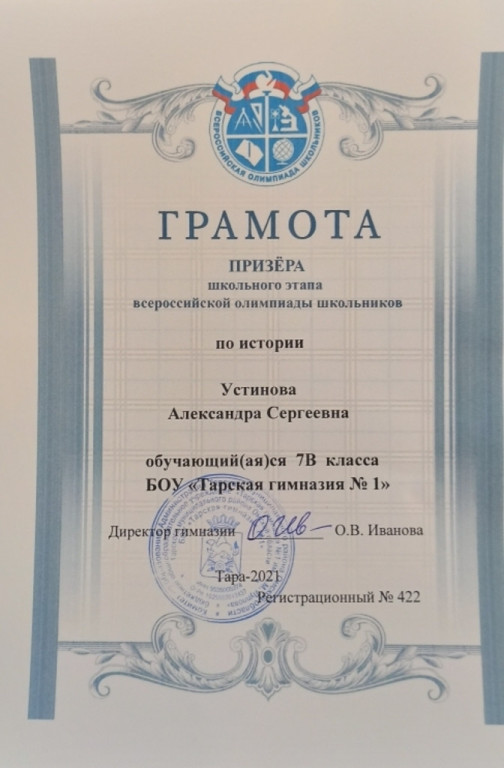 ВСЕРОССИЙСКАЯ ОЛИМПИАДА ШКОЛЬНИКОВ
ГРАМОТА
ПРИЗЁРА
школьного этапа
всероссийской олимпиады школьников
по истории
Устинова
Александра Сергеевна
обучающий(ая)ся 7В класса
БОУ «Тарская гимназия № 1»
Директор гимназии О.В. Иванова
Тара-2021
Регистрационный № 422